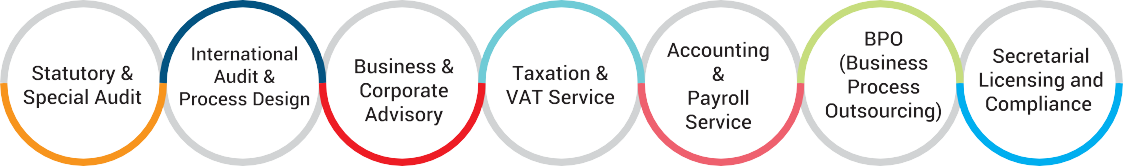 Statutory &
Special Audit
International
Audit &
Process Design
Business &
Corporate
Advisory
Taxation &
VAT Service
Accounting
&
Payroll
Service
BPO
(Business
Process
Outsourcing)
Secretarial
Licensing and
Compliance